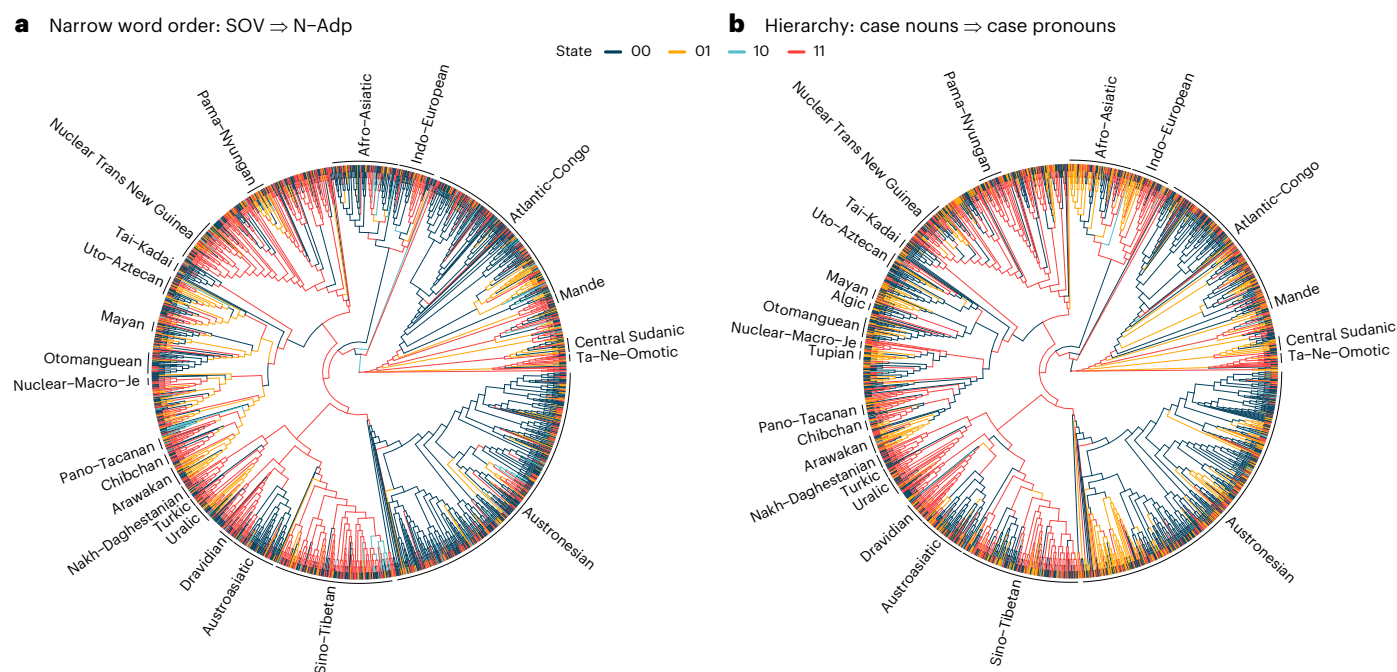 a Narrow word order: SOV ⇒ N–Adp
b Hierarchy: case nouns ⇒ case pronouns
State 00 01 10 11
Afro–Asiatic
Indo–European
Atlantic–Congo
Mande
Central Sudanic
Ta–Ne–Omotic
Austronesian
Sino–Tibetan
Austroasiatic
Dravidian
Uralic
Turkic
Nakh–Daghestanian
Arawakan
Chibchan
Pano–Tacanan
Nuclear–Macro–Je
Otomanguean
Mayan
Uto–Aztecan
Tai–Kadai
Nuclear Trans New Guinea
Pama–Nyungan
Afro–Asiatic
Indo–European
Atlantic–Congo
Mande
Central Sudanic
Ta–Ne–Omotic
Austronesian
Sino–Tibetan
Austroasiatic
Dravidian
Uralic
Turkic
Nakh–Daghestanian
Arawakan
Chibchan
Pano–Tacanan
Tupian
Nuclear–Macro–Je
Otomanguean
Algic
Mayan
Uto–Aztecan
Tai–Kadai
Nuclear Trans New Guinea
Pama–Nyungan